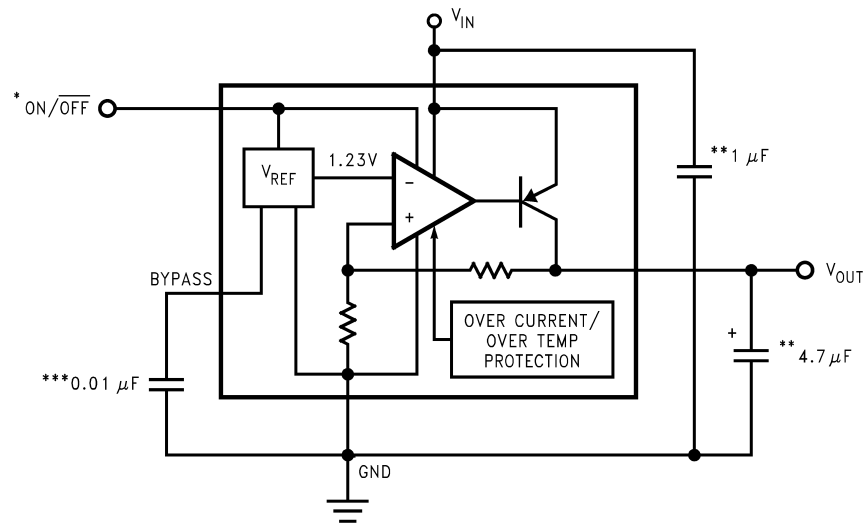 V_IN
* ON/O̅F̅F̅
1.23V
**1 μF
V_REF
−
+
BYPASS
V_OUT
OVER CURRENT/
OVER TEMP
PROTECTION
+
**4.7 μF
***0.01 μF
GND